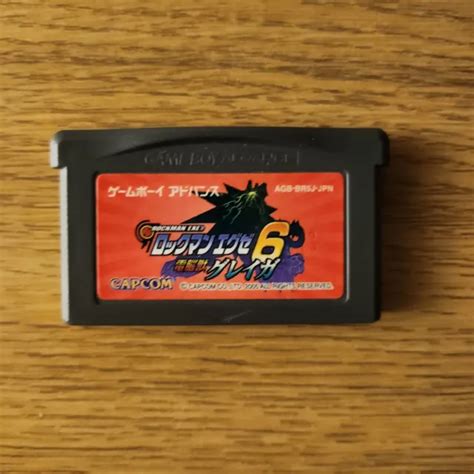 GAME BOY ADVANCE
ゲームボーイ アドバンス AGB-BR5J-JPN
ROCKMAN EXE
ロックマンエグゼ6
電脳獣グレイガ
CAPCOM © CAPCOM CO., LTD. 2005 ALL RIGHTS RESERVED.